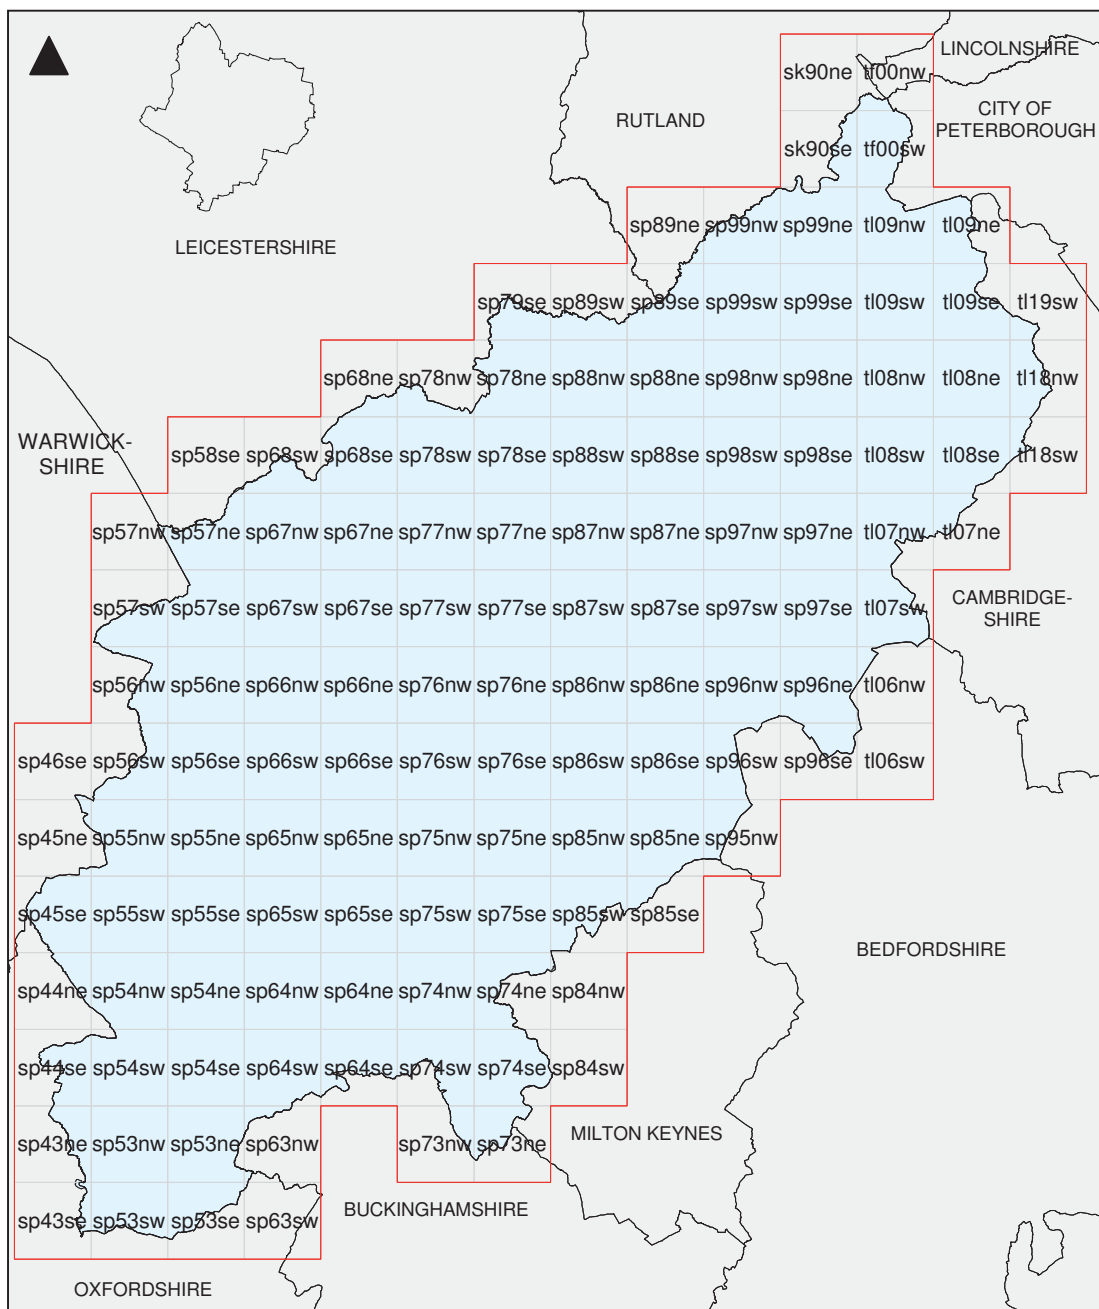 LINCOLNSHIRE
sk90ne tf00nw
CITY OF
PETERBOROUGH
RUTLAND
sk90se tf00sw
sp89ne sp99nw sp99ne tl09nw tl09ne
LEICESTERSHIRE
sp79se sp89sw sp89se sp99sw sp99se tl09sw tl09se tl19sw
sp68ne sp78nw sp78ne sp88nw sp88ne sp98nw sp98ne tl08nw tl08ne tl18nw
WARWICK-
SHIRE
sp58se sp68sw sp68se sp78sw sp78se sp88sw sp88se sp98sw sp98se tl08sw tl08se tl18sw
sp57nw sp57ne sp67nw sp67ne sp77nw sp77ne sp87nw sp87ne sp97nw sp97ne tl07nw tl07ne
sp57sw sp57se sp67sw sp67se sp77sw sp77se sp87sw sp87se sp97sw sp97se tl07sw
CAMBRIDGE-
SHIRE
sp56nw sp56ne sp66nw sp66ne sp76nw sp76ne sp86nw sp86ne sp96nw sp96ne tl06nw
sp46se sp56sw sp56se sp66sw sp66se sp76sw sp76se sp86sw sp86se sp96sw sp96se tl06sw
sp45ne sp55nw sp55ne sp65nw sp65ne sp75nw sp75ne sp85nw sp85ne sp95nw
sp45se sp55sw sp55se sp65sw sp65se sp75sw sp75se sp85sw sp85se
BEDFORDSHIRE
sp44ne sp54nw sp54ne sp64nw sp64ne sp74nw sp74ne sp84nw
sp44se sp54sw sp54se sp64sw sp64se sp74sw sp74se sp84sw
sp43ne sp53nw sp53ne sp63nw sp73nw sp73ne
MILTON KEYNES
BUCKINGHAMSHIRE
sp43se sp53sw sp53se sp63sw
OXFORDSHIRE